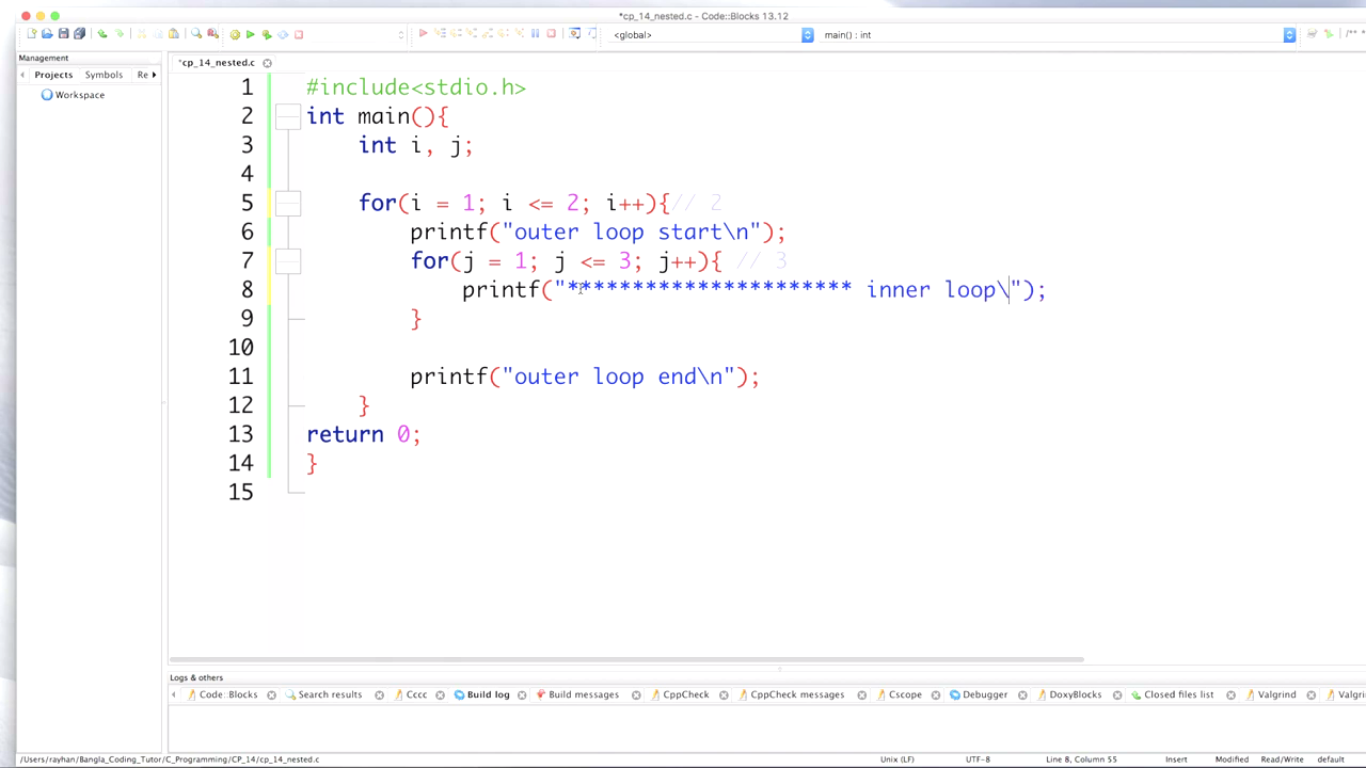 *cp_14_nested.c - Code::Blocks 13.12
<global>
main() : int
/** *
Management
Projects Symbols Re
Workspace
*cp_14_nested.c
1 #include<stdio.h>
2 int main(){
3 int i, j;
4
5 for(i = 1; i <= 2; i++){// 2
6 printf("outer loop start\n");
7 for(j = 1; j <= 3; j++){ // 3
8 printf("********************** inner loop\");
9 }
10
11 printf("outer loop end\n");
12 }
13 return 0;
14 }
15
Logs & others
Code::Blocks Search results Cccc Build log Build messages CppCheck CppCheck messages Cscope Debugger DoxyBlocks Closed files list Valgrind Valgri
/Users/rayhan/Bangla_Coding_Tutor/C_Programming/CP_14/cp_14_nested.c Unix (LF) UTF-8 Line 8, Column 55 Insert Modified Read/Write default